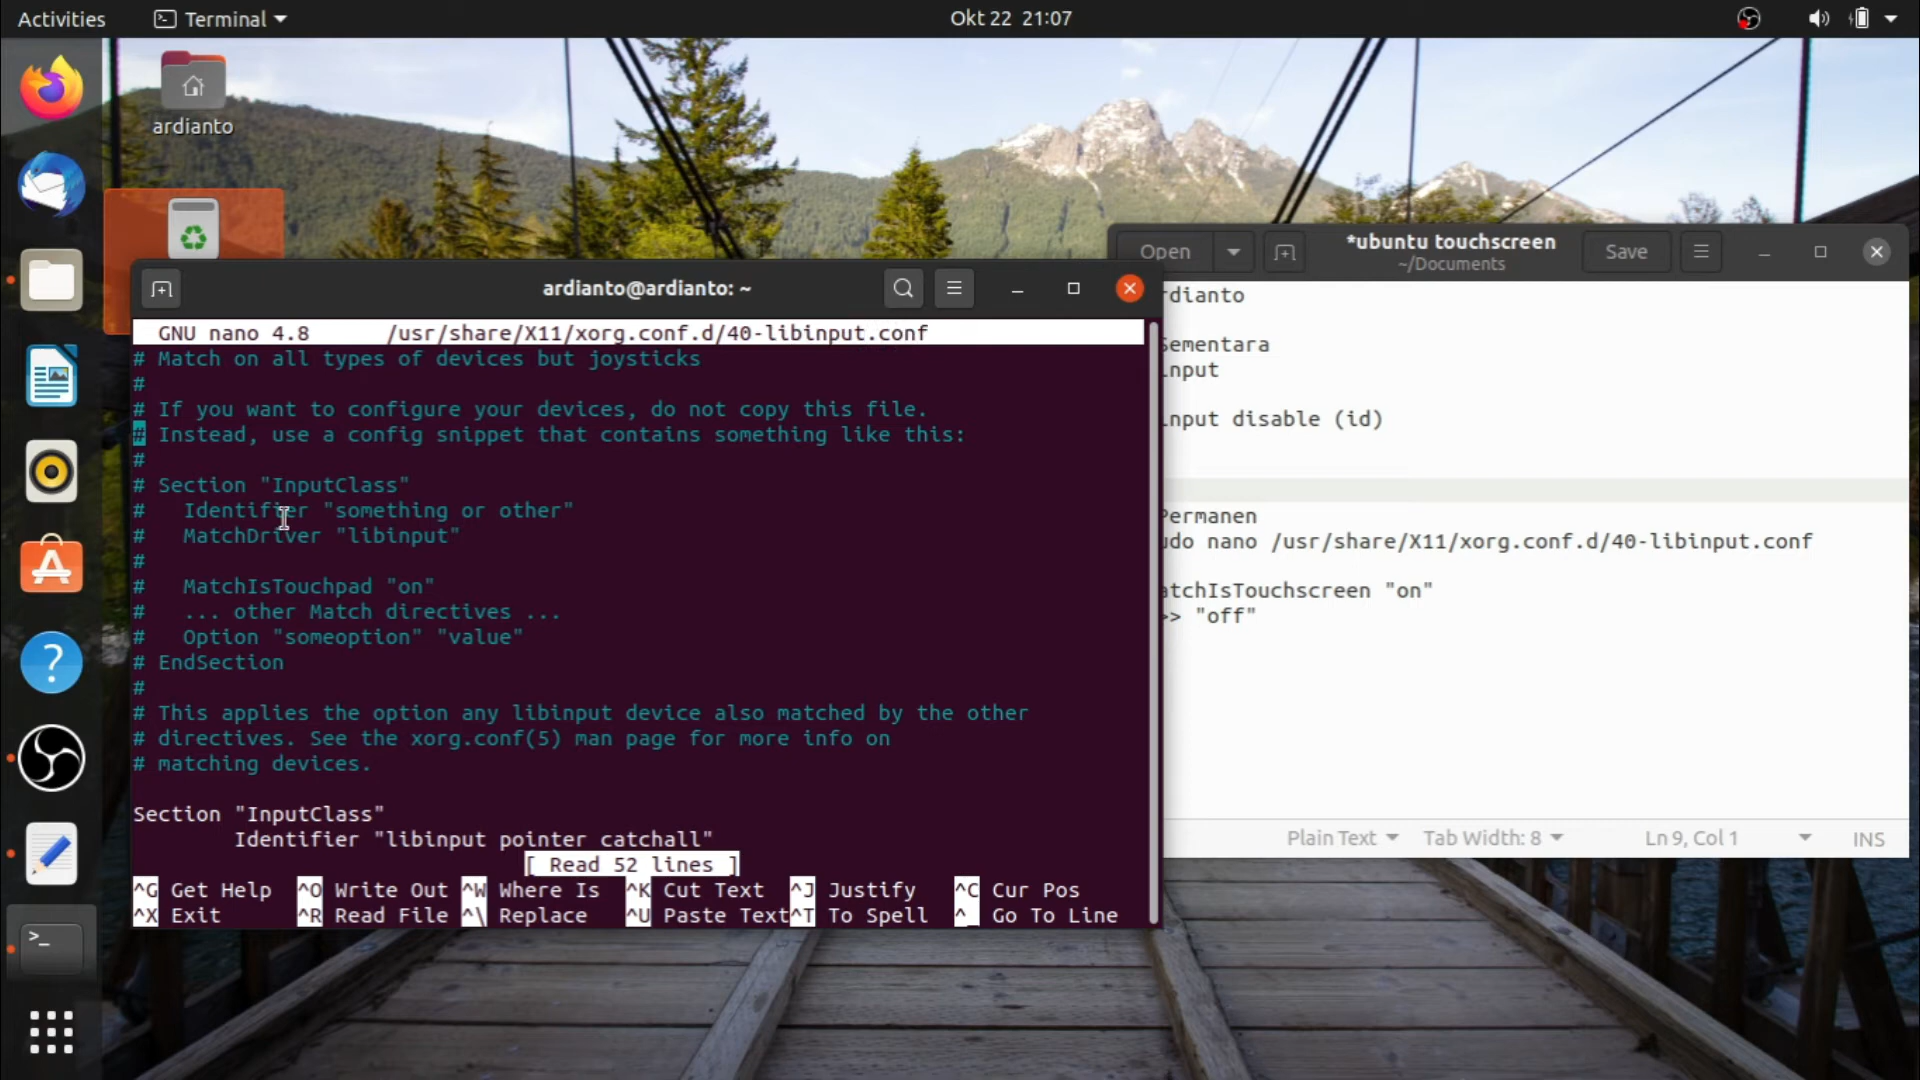 Activities
Terminal
Okt 22 21:07
ardianto
ardianto@ardianto: ~
GNU nano 4.8 /usr/share/X11/xorg.conf.d/40-libinput.conf
# Match on all types of devices but joysticks
#
# If you want to configure your devices, do not copy this file.
# Instead, use a config snippet that contains something like this:
#
# Section "InputClass"
#   Identifier "something or other"
#   MatchDriver "libinput"
#
#   MatchIsTouchpad "on"
#   ... other Match directives ...
#   Option "someoption" "value"
# EndSection
#
# This applies the option any libinput device also matched by the other
# directives. See the xorg.conf(5) man page for more info on
# matching devices.
Section "InputClass"
Identifier "libinput pointer catchall"
[ Read 52 lines ]
^G Get Help ^O Write Out ^W Where Is ^K Cut Text ^J Justify ^C Cur Pos
^X Exit ^R Read File ^\ Replace ^U Paste Text ^T To Spell ^_ Go To Line
Open
*ubuntu touchscreen
~/Documents
Save
rdianto
Sementara
input
input disable (id)
Permanen
udo nano /usr/share/X11/xorg.conf.d/40-libinput.conf
atchIsTouchscreen "on"
>> "off"
Plain Text
Tab Width: 8
Ln 9, Col 1
INS